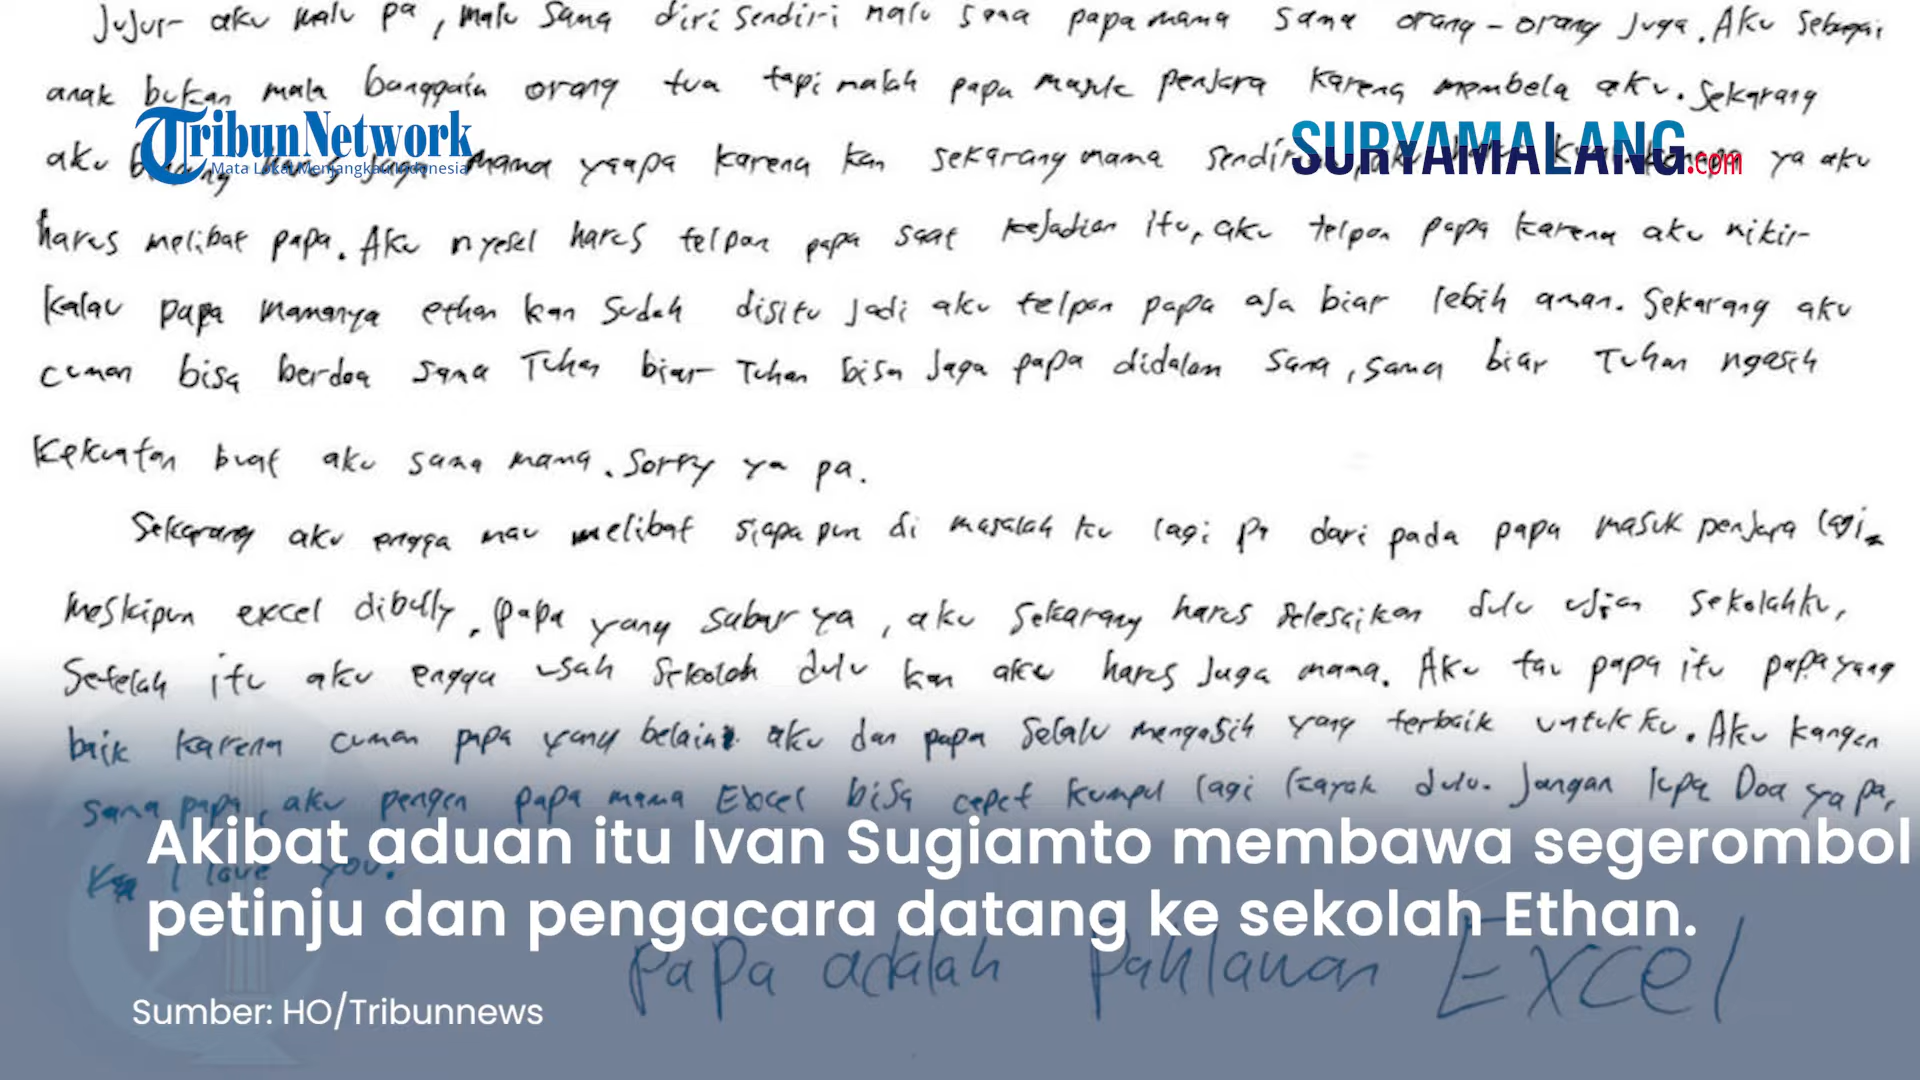 Jujur aku malu pa, malu sama diri sendiri malu sama papa mama sama orang-orang juga. Aku sebagai
anak bukan mala banggain orang tua tapi malah papa masuk penjara karena membela aku. Sekarang
TribunNetwork
Mata Lokal Menjangkau Indonesia
SURYAMALANG.com
aku harus jaga mama yaapa karena kan sekarang mama ya aku
harus melibat papa. Aku nyesel harus telpon papa saat kejadian itu, aku telpon papa karena aku mikir
kalau papa mamanya ethan kan sudah disitu jadi aku telpon papa aja biar lebih aman. Sekarang aku
cuman bisa berdoa sama Tuhan biar Tuhan bisa jaga papa didalam sana, sama biar Tuhan ngasih
kekuatan buat aku sama mama. Sorry ya pa.
Sekarang aku engga mau melibat siapa pun di masalah ku lagi pa dari pada papa masuk penjara lagi.
Meskipun excel dibully, papa yang sabar ya, aku sekarang harus selesaikan dulu ujian sekolahku,
Setelah itu aku engga usah sekolah dulu kan aku harus juga mama. Aku tau papa itu papa yang
baik karena cuman papa yang belain aku dan papa selalu mengasih yang terbaik untukku. Aku kangen
sama papa, aku pengen papa mama Excel bisa cepet kumpul lagi kayak dulu. Jangan lupa Doa ya pa,
I love you.
Akibat aduan itu Ivan Sugiamto membawa segerombol
petinju dan pengacara datang ke sekolah Ethan.
papa adalah pahlawan Excel
Sumber: HO/Tribunnews